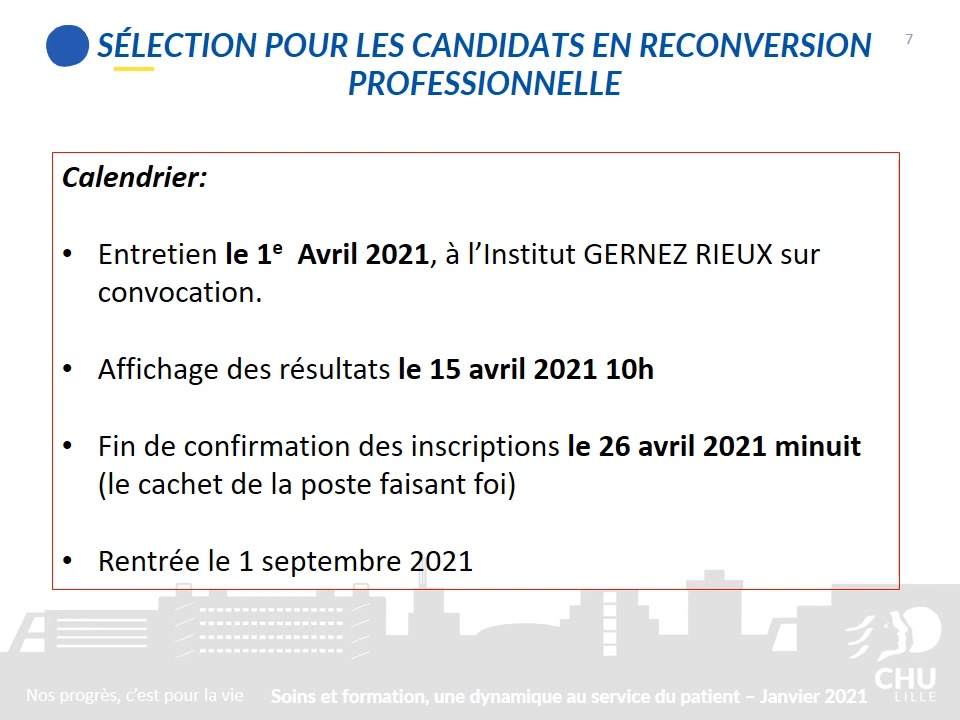 SÉLECTION POUR LES CANDIDATS EN RECONVERSION
PROFESSIONNELLE
7
Calendrier:
• Entretien le 1e Avril 2021, à l’Institut GERNEZ RIEUX sur
convocation.
• Affichage des résultats le 15 avril 2021 10h
• Fin de confirmation des inscriptions le 26 avril 2021 minuit
(le cachet de la poste faisant foi)
• Rentrée le 1 septembre 2021
Nos progrès, c’est pour la vie
Soins et formation, une dynamique au service du patient – Janvier 2021
CHU
LILLE